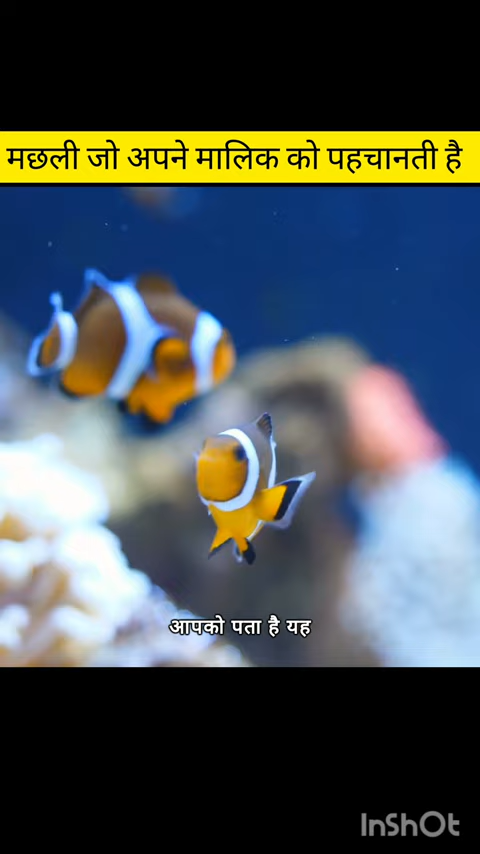 मछली जो अपने मालिक को पहचानती है
आपको पता है यह
InShOt